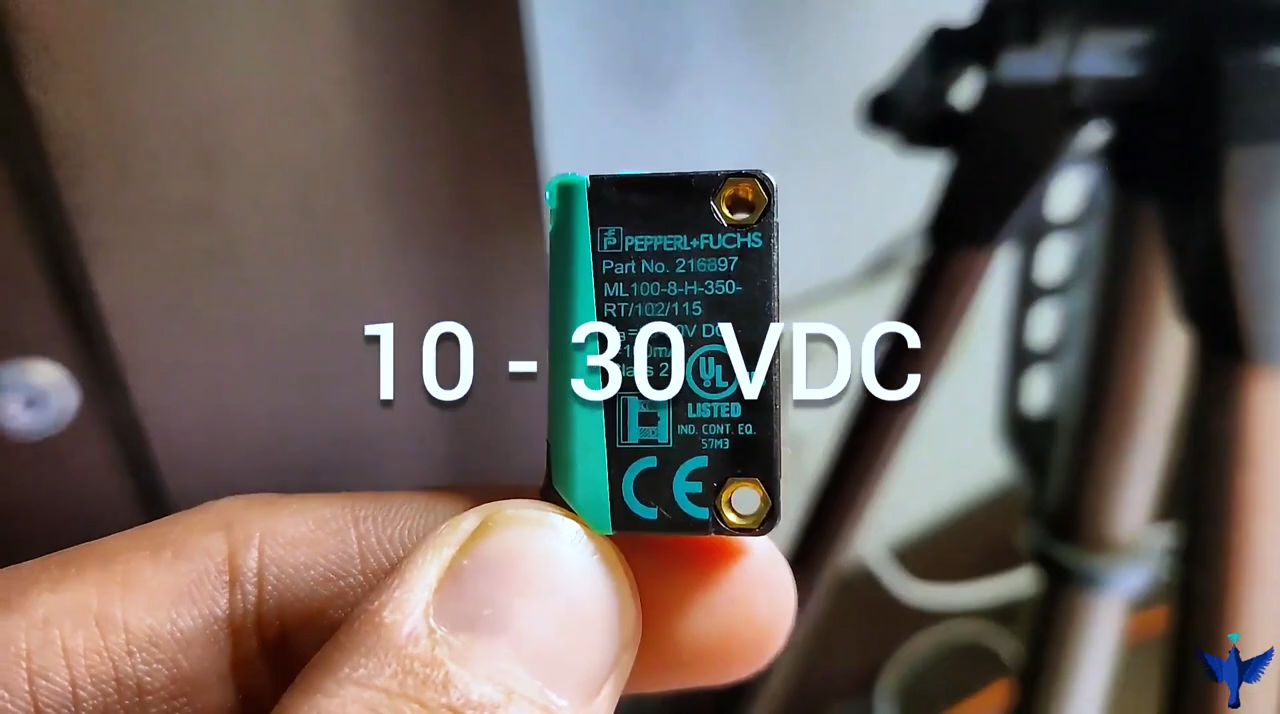 PEPPERL+FUCHS
Part No. 216897
ML100-8-H-350-
RT/102/115
10 - 30 VDC
UL
LISTED
IND. CONT. EQ.
57M3
CE